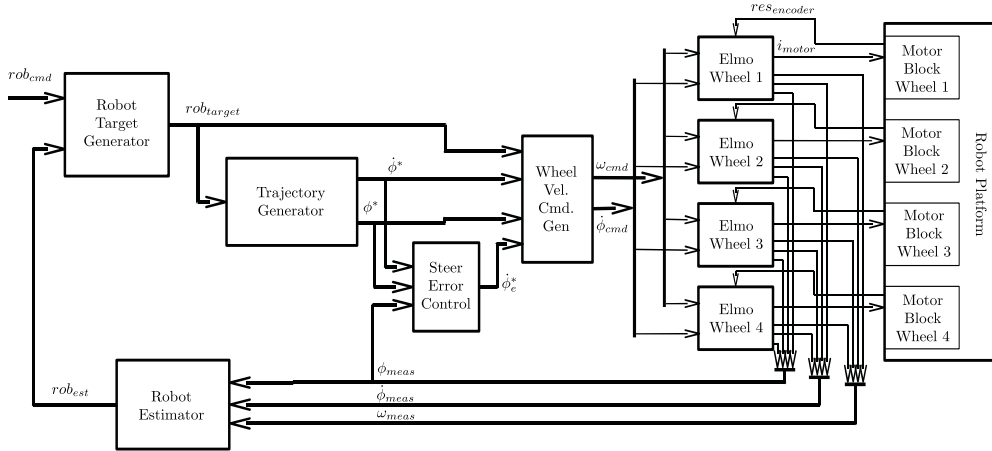 res_encoder
rob_cmd
Robot
Target
Generator
rob_target
Trajectory
Generator
φ̇*
φ*
Steer
Error
Control
φ̇*_e
Wheel
Vel.
Cmd.
Gen
ω_cmd
φ̇_cmd
Elmo
Wheel 1
i_motor
Motor
Block
Wheel 1
Elmo
Wheel 2
Motor
Block
Wheel 2
Elmo
Wheel 3
Motor
Block
Wheel 3
Elmo
Wheel 4
Motor
Block
Wheel 4
Robot Platform
rob_est
Robot
Estimator
φ_meas
φ̇_meas
ω_meas